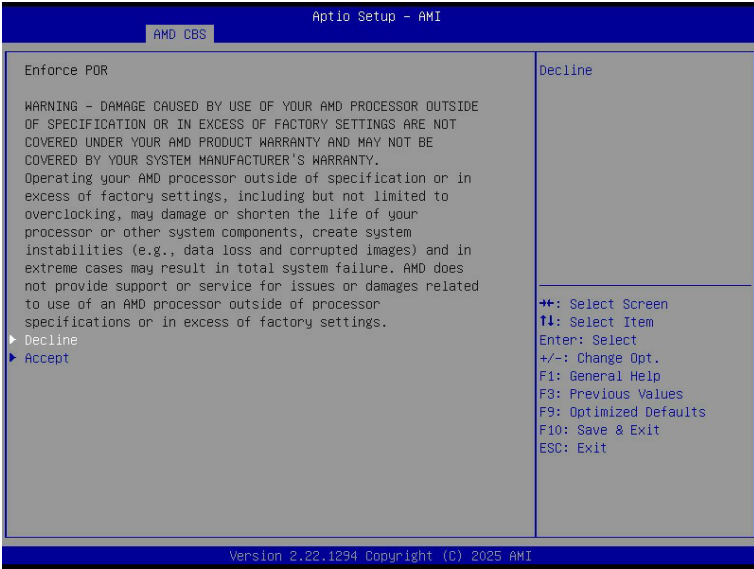 Aptio Setup - AMI
AMD CBS
Enforce POR
WARNING - DAMAGE CAUSED BY USE OF YOUR AMD PROCESSOR OUTSIDE
OF SPECIFICATION OR IN EXCESS OF FACTORY SETTINGS ARE NOT
COVERED UNDER YOUR AMD PRODUCT WARRANTY AND MAY NOT BE
COVERED BY YOUR SYSTEM MANUFACTURER'S WARRANTY.
Operating your AMD processor outside of specification or in
excess of factory settings, including but not limited to
overclocking, may damage or shorten the life of your
processor or other system components, create system
instabilities (e.g., data loss and corrupted images) and in
extreme cases may result in total system failure. AMD does
not provide support or service for issues or damages related
to use of an AMD processor outside of processor
specifications or in excess of factory settings.
Decline
Accept
Decline
→←: Select Screen
↑↓: Select Item
Enter: Select
+/-: Change Opt.
F1: General Help
F3: Previous Values
F9: Optimized Defaults
F10: Save & Exit
ESC: Exit
Version 2.22.1294 Copyright (C) 2025 AMI